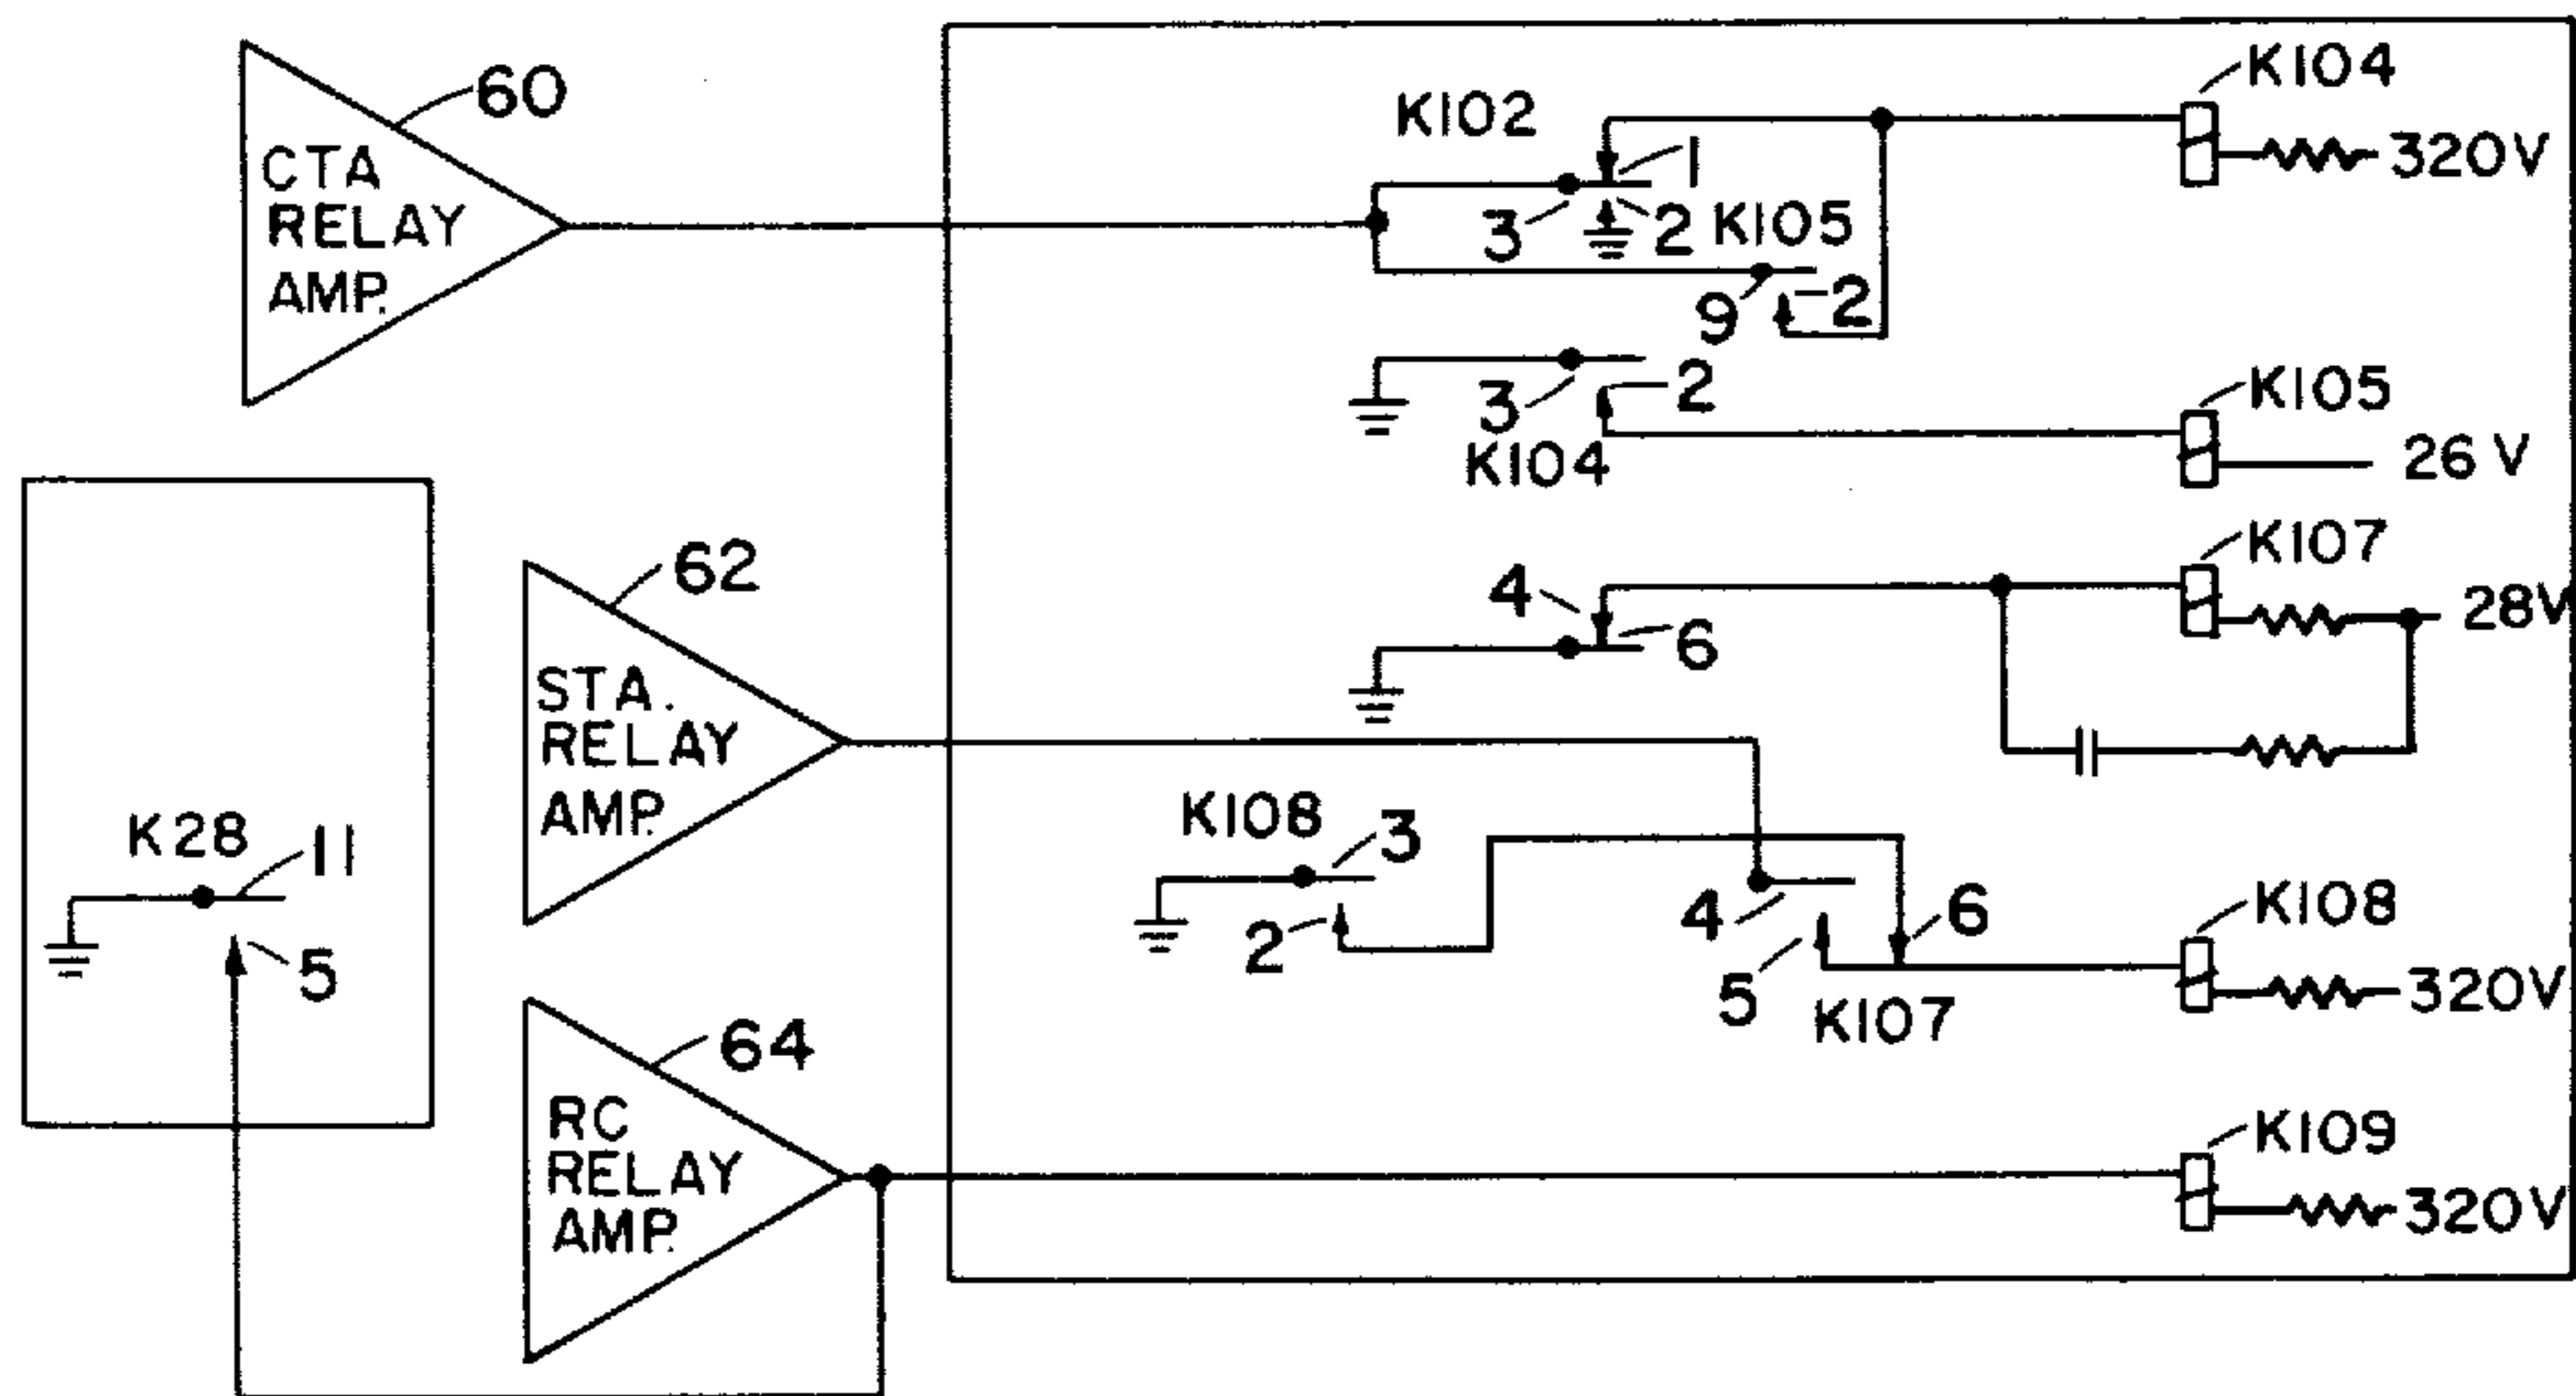 60
CTA
RELAY
AMP.
K102
1
3
2
K105
9
2
3
2
K104
K104
320V
K105
26 V
K107
28V
4
6
62
STA.
RELAY
AMP.
K28
11
5
K108
3
2
4
5
6
K107
K108
320V
64
RC
RELAY
AMP.
K109
320V